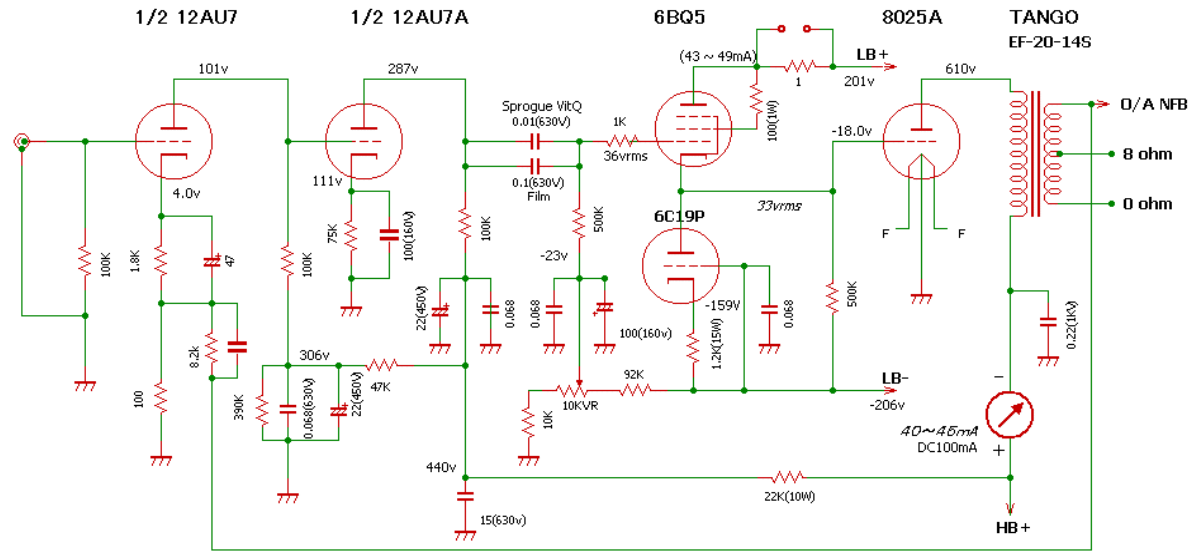 1/2 12AU7
1/2 12AU7A
6BQ5
8025A
TANGO
EF-20-14S
101v
287v
(43 ~ 49mA)
LB+
201v
1
610v
O/A NFB
Sprogue VitQ
0.01(630V)
1K
36vrms
100(1W)
-18.0v
8 ohm
0.1(630V)
Film
111v
4.0v
33vrms
0 ohm
6C19P
75K
100(160V)
100K
500K
F
F
-23v
100K
1.8K
47
100K
-159V
0.068
500K
22(450V)
0.068
0.068
100(160v)
1.2K(15W)
0.22(1KV)
8.2k
306v
47K
92K
LB-
-206v
100
390K
0.068(630V)
22(450V)
10K
10KVR
-
40~46mA
DC100mA
+
440v
22K(10W)
15(630v)
HB+